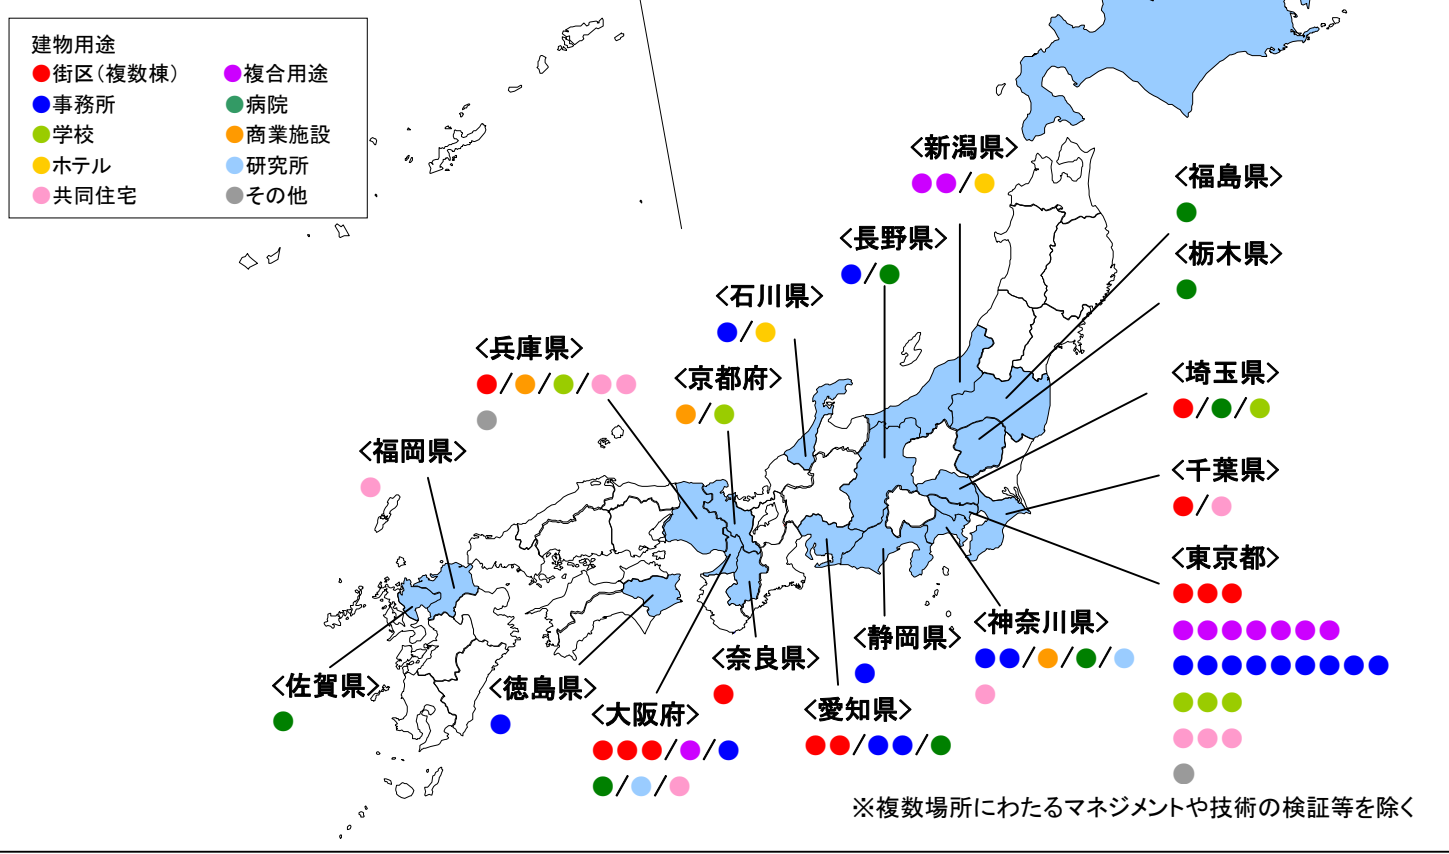 建物用途
街区（複数棟） 複合用途
事務所 病院
学校 商業施設
ホテル 研究所
共同住宅 その他
<新潟県>
/
<福島県>
<長野県>
/
<栃木県>
<石川県>
/
<兵庫県>
/ / /
<京都府>
/
<埼玉県>
/ /
<福岡県>
<千葉県>
/
<東京都>
<神奈川県>
/ / /
<静岡県>
<奈良県>
<佐賀県>
<徳島県>
<大阪府>
/ /
/ /
<愛知県>
/ /
※複数場所にわたるマネジメントや技術の検証等を除く